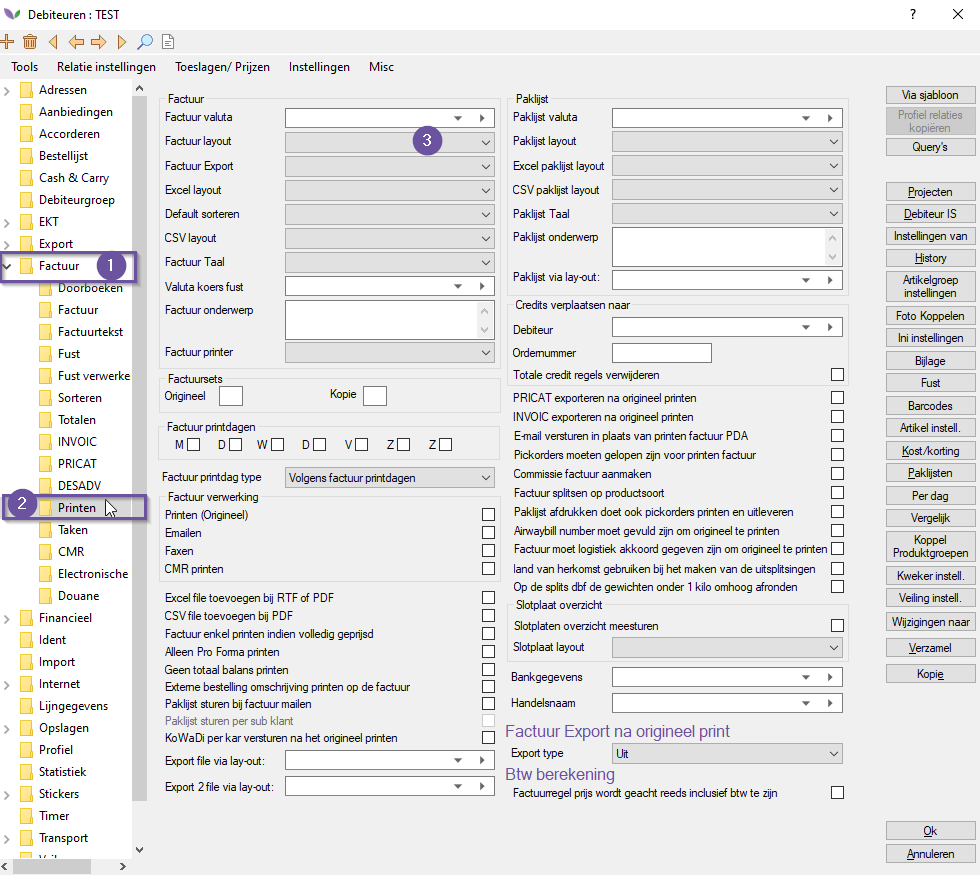 Debiteuren : TEST
?
Tools Relatie instellingen Toeslagen/ Prijzen Instellingen Misc
Adressen
Aanbiedingen
Accorderen
Bestellijst
Cash & Carry
Debiteurgroep
EKT
Export
Factuur 1
Doorboeken
Factuur
Factuurtekst
Fust
Fust verwerke
Sorteren
Totalen
INVOIC
PRICAT
DESADV
2 Printen
Taken
CMR
Electronische
Douane
Financieel
Ident
Import
Internet
Lijngegevens
Opslagen
Profiel
Statistiek
Stickers
Timer
Transport
Factuur
Factuur valuta
Factuur layout 3
Factuur Export
Excel layout
Default sorteren
CSV layout
Factuur Taal
Valuta koers fust
Factuur onderwerp
Factuur printer
Factuursets
Origineel Kopie
Factuur printdagen
M D W D V Z Z
Factuur printdag type Volgens factuur printdagen
Factuur verwerking
Printen (Origineel)
Emailen
Faxen
CMR printen
Excel file toevoegen bij RTF of PDF
CSV file toevoegen bij PDF
Factuur enkel printen indien volledig geprijsd
Alleen Pro Forma printen
Geen totaal balans printen
Externe bestelling omschrijving printen op de factuur
Paklijst sturen bij factuur mailen
Paklijst sturen per sub klant
KoWaDi per kar versturen na het origineel printen
Export file via lay-out:
Export 2 file via lay-out:
Paklijst
Paklijst valuta
Paklijst layout
Excel paklijst layout
CSV paklijst layout
Paklijst Taal
Paklijst onderwerp
Paklijst via lay-out:
Credits verplaatsen naar
Debiteur
Ordernummer
Totale credit regels verwijderen
PRICAT exporteren na origineel printen
INVOIC exporteren na origineel printen
E-mail versturen in plaats van printen factuur PDA
Pickorders moeten gelopen zijn voor printen factuur
Commissie factuur aanmaken
Factuur splitsen op productsoort
Paklijst afdrukken doet ook pickorders printen en uitleveren
Airwaybill number moet gevuld zijn om origineel te printen
Factuur moet logistiek akkoord gegeven zijn om origineel te printen
land van herkomst gebruiken bij het maken van de uitsplitsingen
Op de splits dbf de gewichten onder 1 kilo omhoog afronden
Slotplaat overzicht
Slotplaten overzicht meesturen
Slotplaat layout
Bankgegevens
Handelsnaam
Factuur Export na origineel print
Export type Uit
Btw berekening
Factuurregel prijs wordt geacht reeds inclusief btw te zijn
Via sjabloon
Profiel relaties
kopiëren
Query's
Projecten
Debiteur IS
Instellingen van
History
Artikelgroep
instellingen
Foto Koppelen
Ini instellingen
Bijlage
Fust
Barcodes
Artikel instell.
Kost/korting
Paklijsten
Per dag
Vergelijk
Koppel
Produktgroepen
Kweker instell.
Veiling instell.
Wijzigingen naar
Verzamel
Kopie
Ok
Annuleren